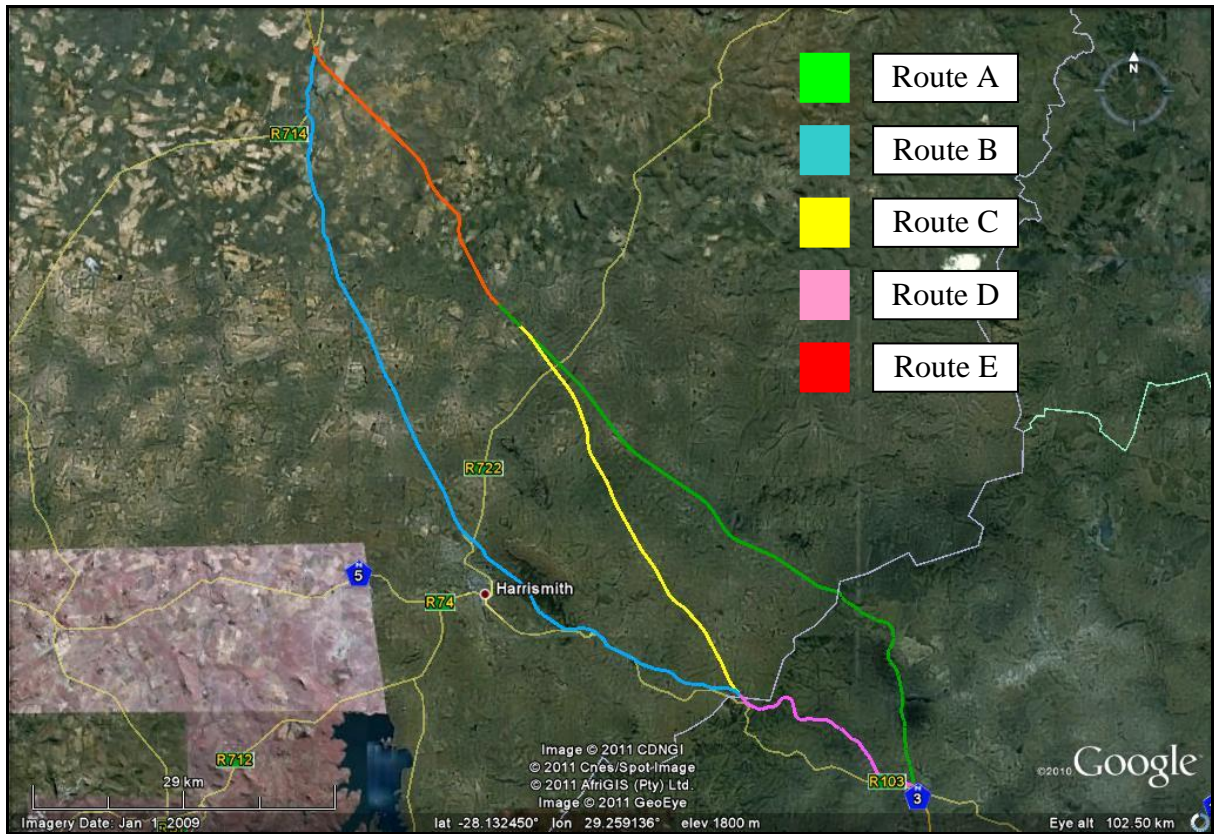 Route A
N
R714
Route B
Route C
Route D
Route E
R722
N
5
Harrismith
R74
R712
Image © 2011 CDNGI
© 2011 Cnes/Spot Image
© 2011 AfriGIS (Pty) Ltd.
Image © 2011 GeoEye
©2010 Google
R103
N
3
29 km
Imagery Date: Jan 1, 2009
lat -28.132450° lon 29.259136° elev 1800 m
Eye alt 102.50 km